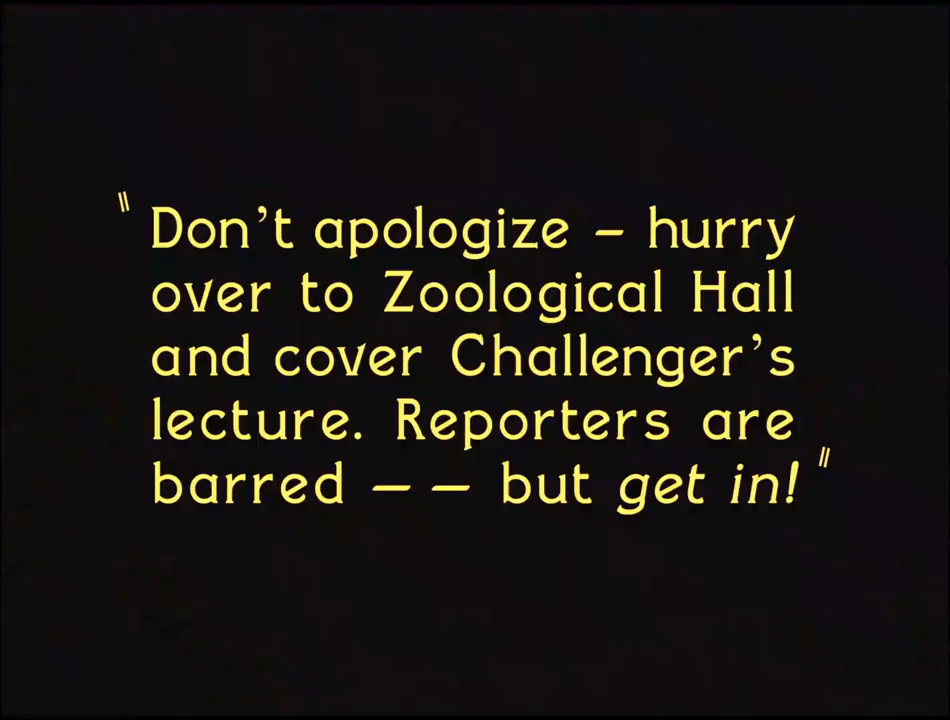 "Don't apologize – hurry
over to Zoological Hall
and cover Challenger's
lecture. Reporters are
barred — — but get in!"